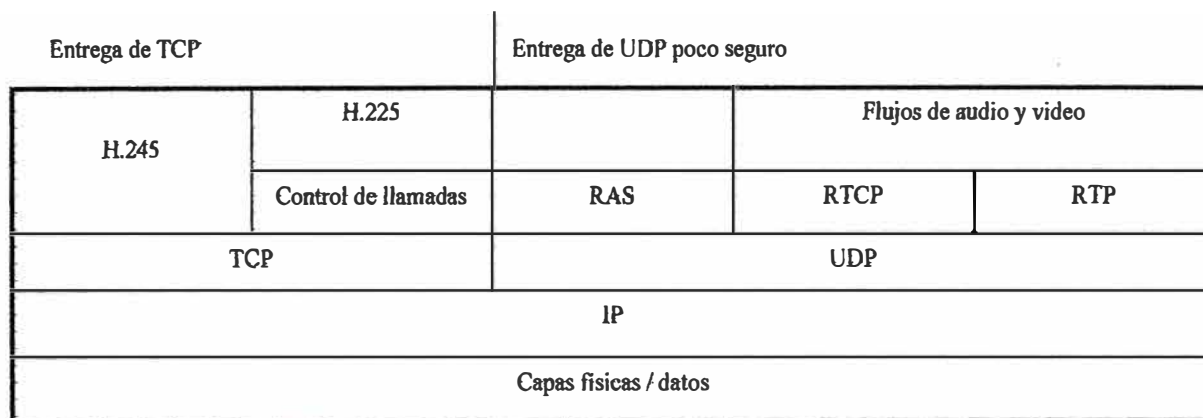 Entrega de TCP
Entrega de UDP poco seguro
H.245
H.225
Flujos de audio y video
Control de llamadas
RAS
RTCP
RTP
TCP
UDP
IP
Capas fisicas / datos